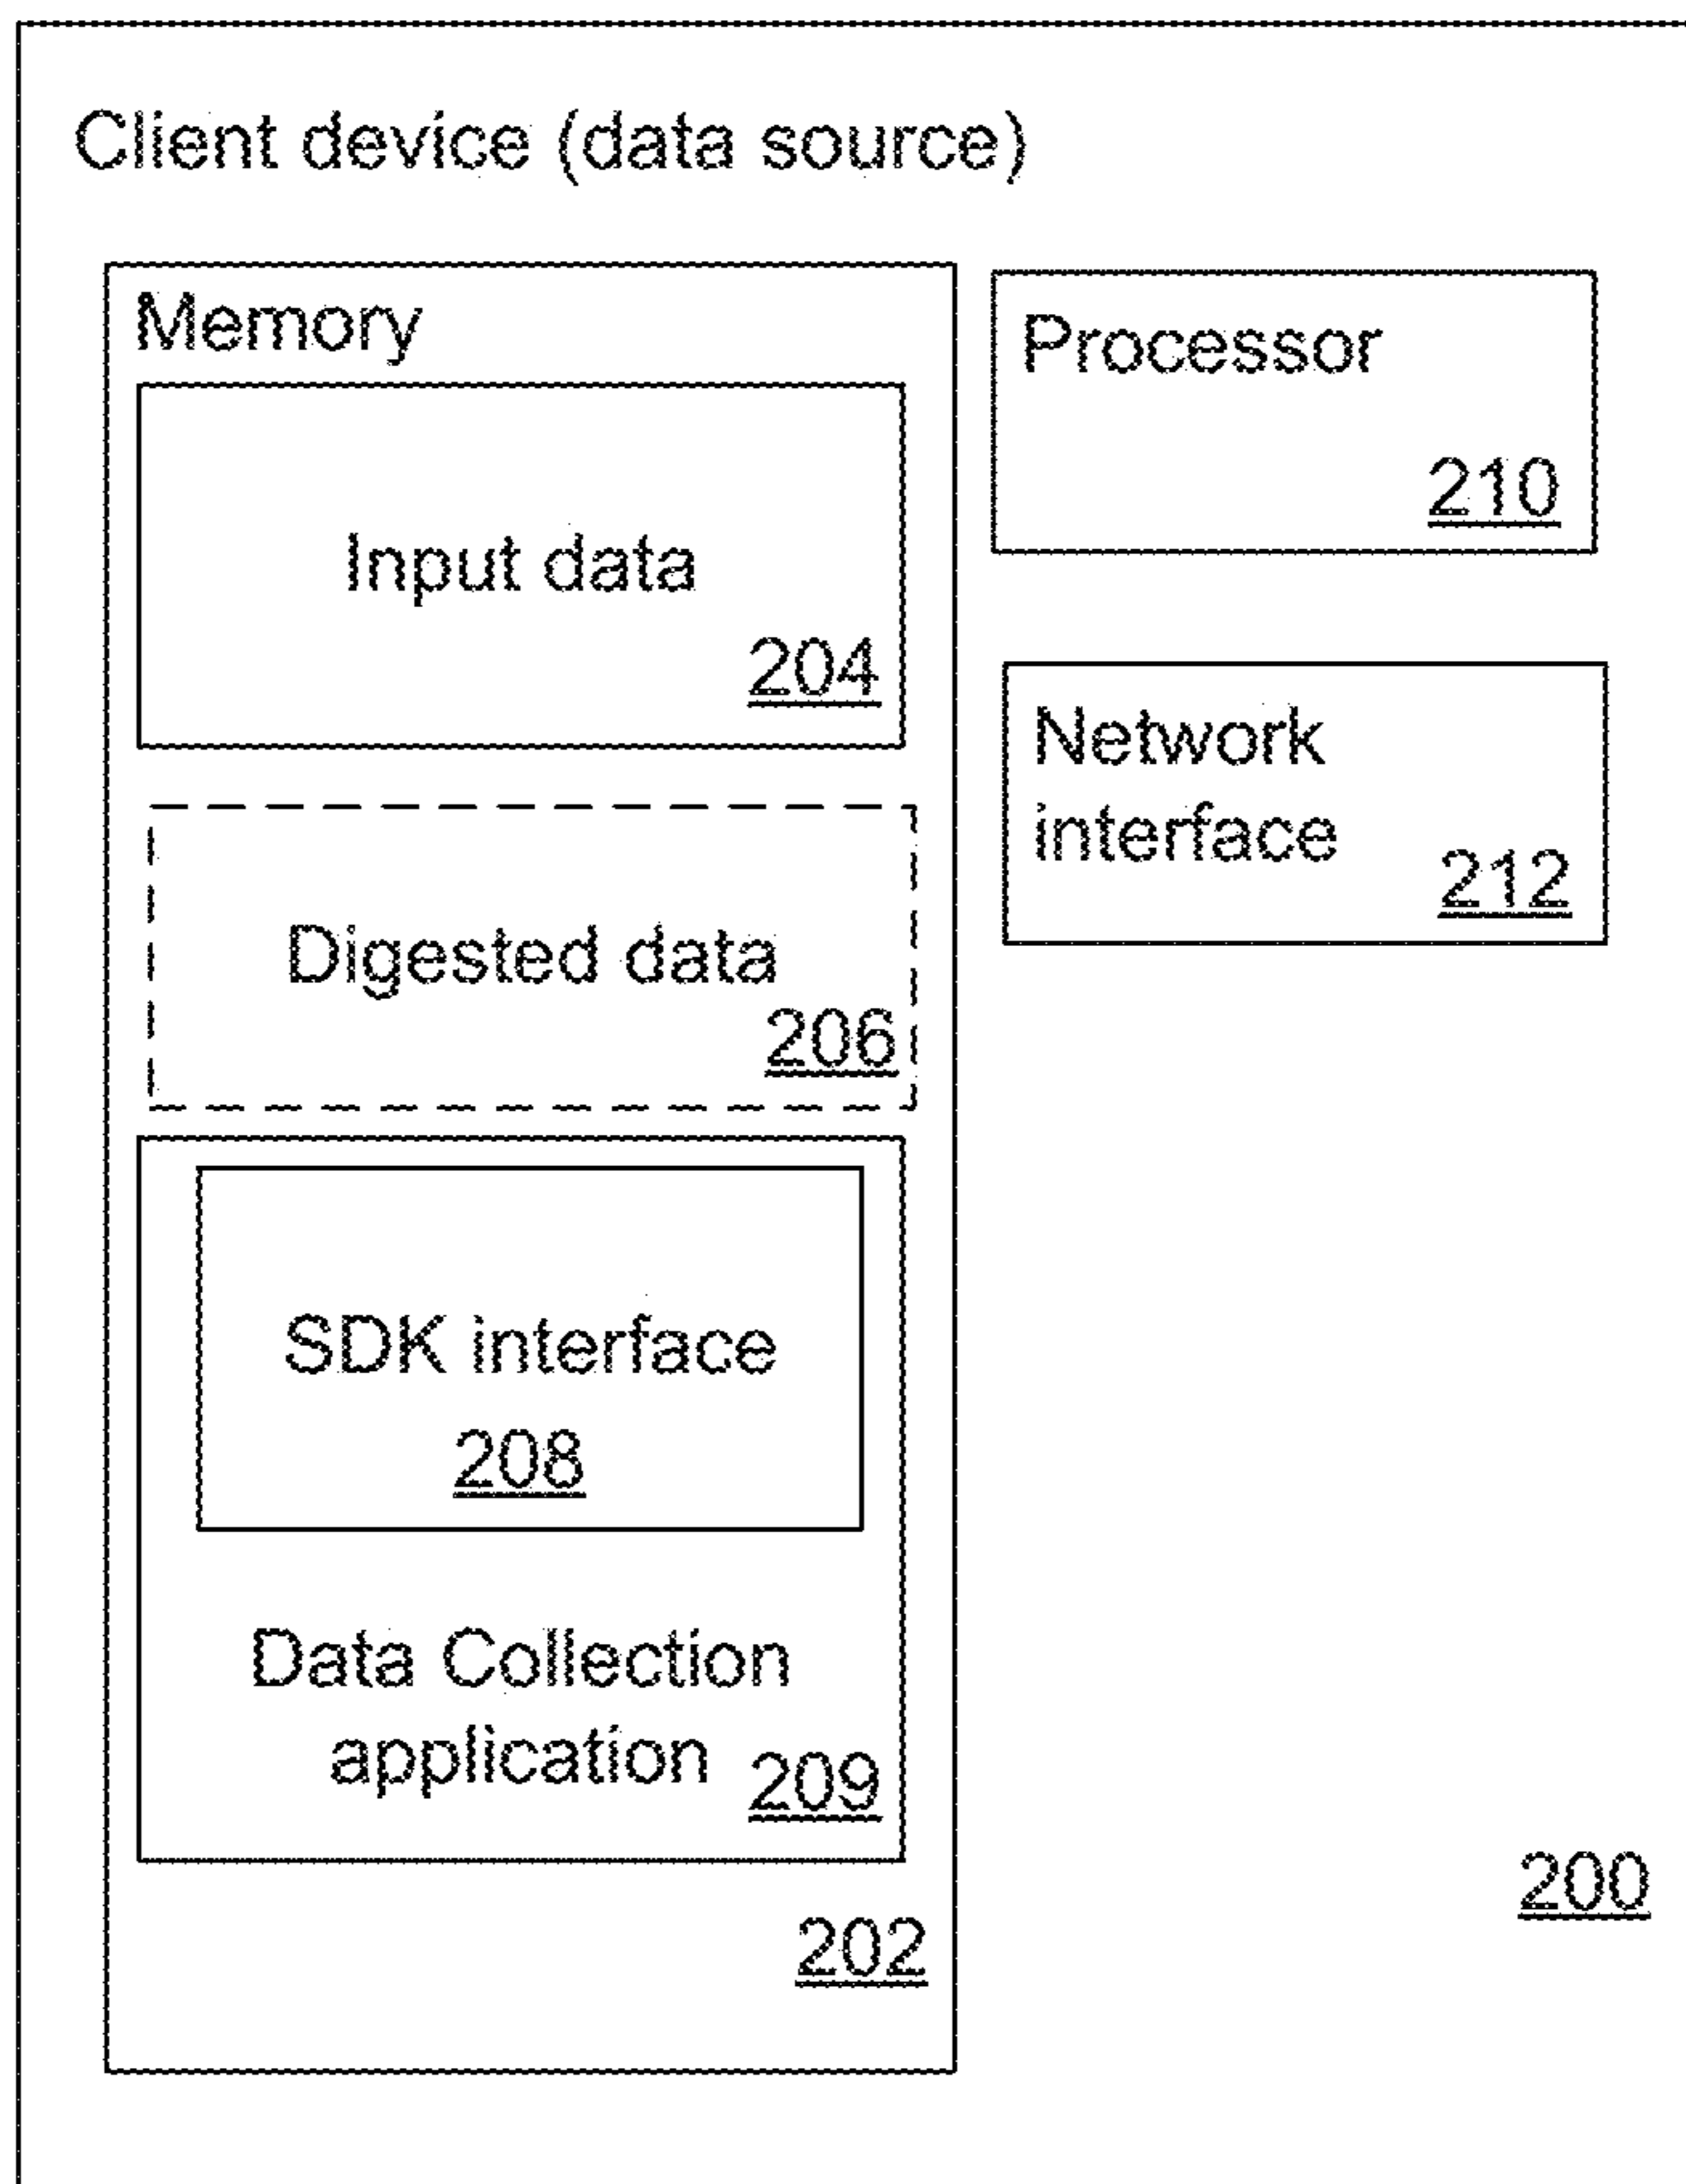 Client device (data source)
Memory
Input data
204
Digested data
206
SDK interface
208
Data Collection
application 209
202
Processor
210
Network
interface
212
200